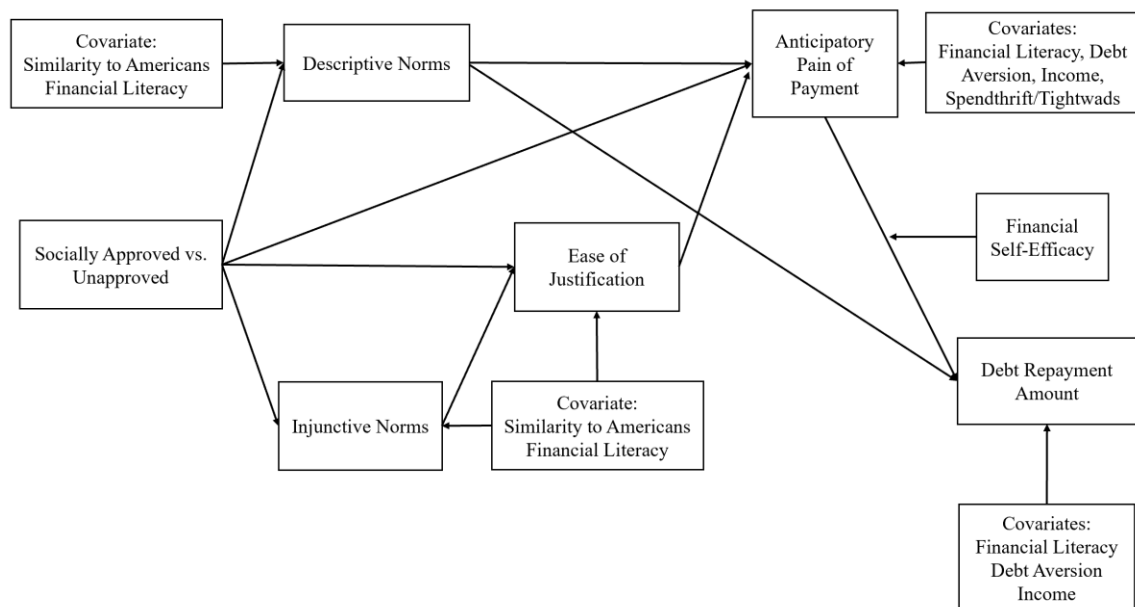 Covariate:
Similarity to Americans
Financial Literacy
Descriptive Norms
Anticipatory
Pain of
Payment
Covariates:
Financial Literacy, Debt
Aversion, Income,
Spendthrift/Tightwads
Socially Approved vs.
Unapproved
Ease of
Justification
Financial
Self-Efficacy
Injunctive Norms
Covariate:
Similarity to Americans
Financial Literacy
Debt Repayment
Amount
Covariates:
Financial Literacy
Debt Aversion
Income